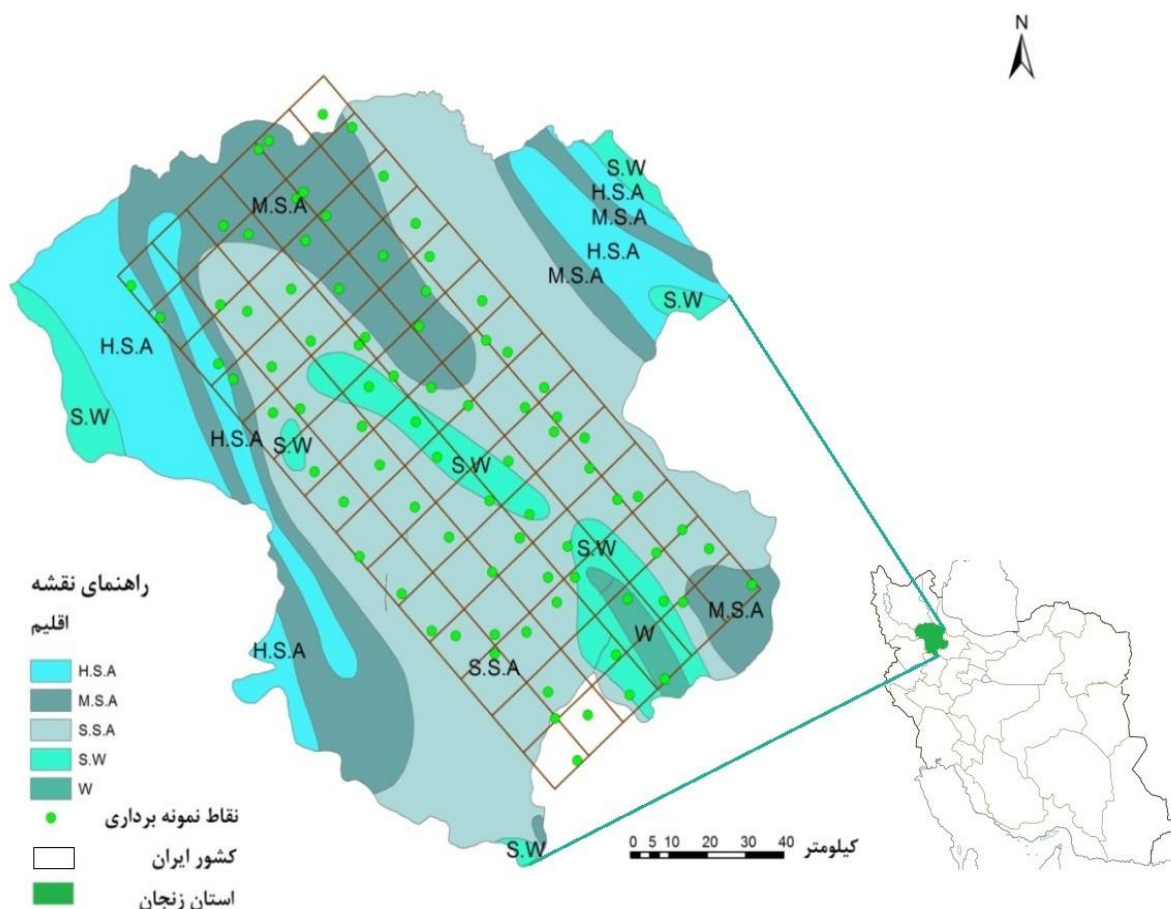 N
S.W
H.S.A
M.S.A
M.S.A
H.S.A
M.S.A
S.W
H.S.A
S.W
H.S.A
S.W
S.W
S.W
M.S.A
W
H.S.A
S.S.A
S.W
راهنمای نقشه
اقلیم
H.S.A
M.S.A
S.S.A
S.W
W
نقاط نمونه برداری
کشور ایران
استان زنجان
0 5 10 20 30 40 کیلومتر